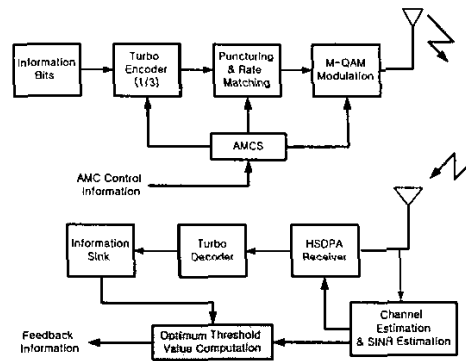 Information
Bits
Turbo
Encoder
(1/3)
Puncturing
& Rate
Matching
M-QAM
Modulation
AMCS
AMC Control
Information
Information
Sink
Turbo
Decoder
HSDPA
Receiver
Channel
Estimation
& SINR Estimation
Feedback
Information
Optimum Threshold
Value Computation